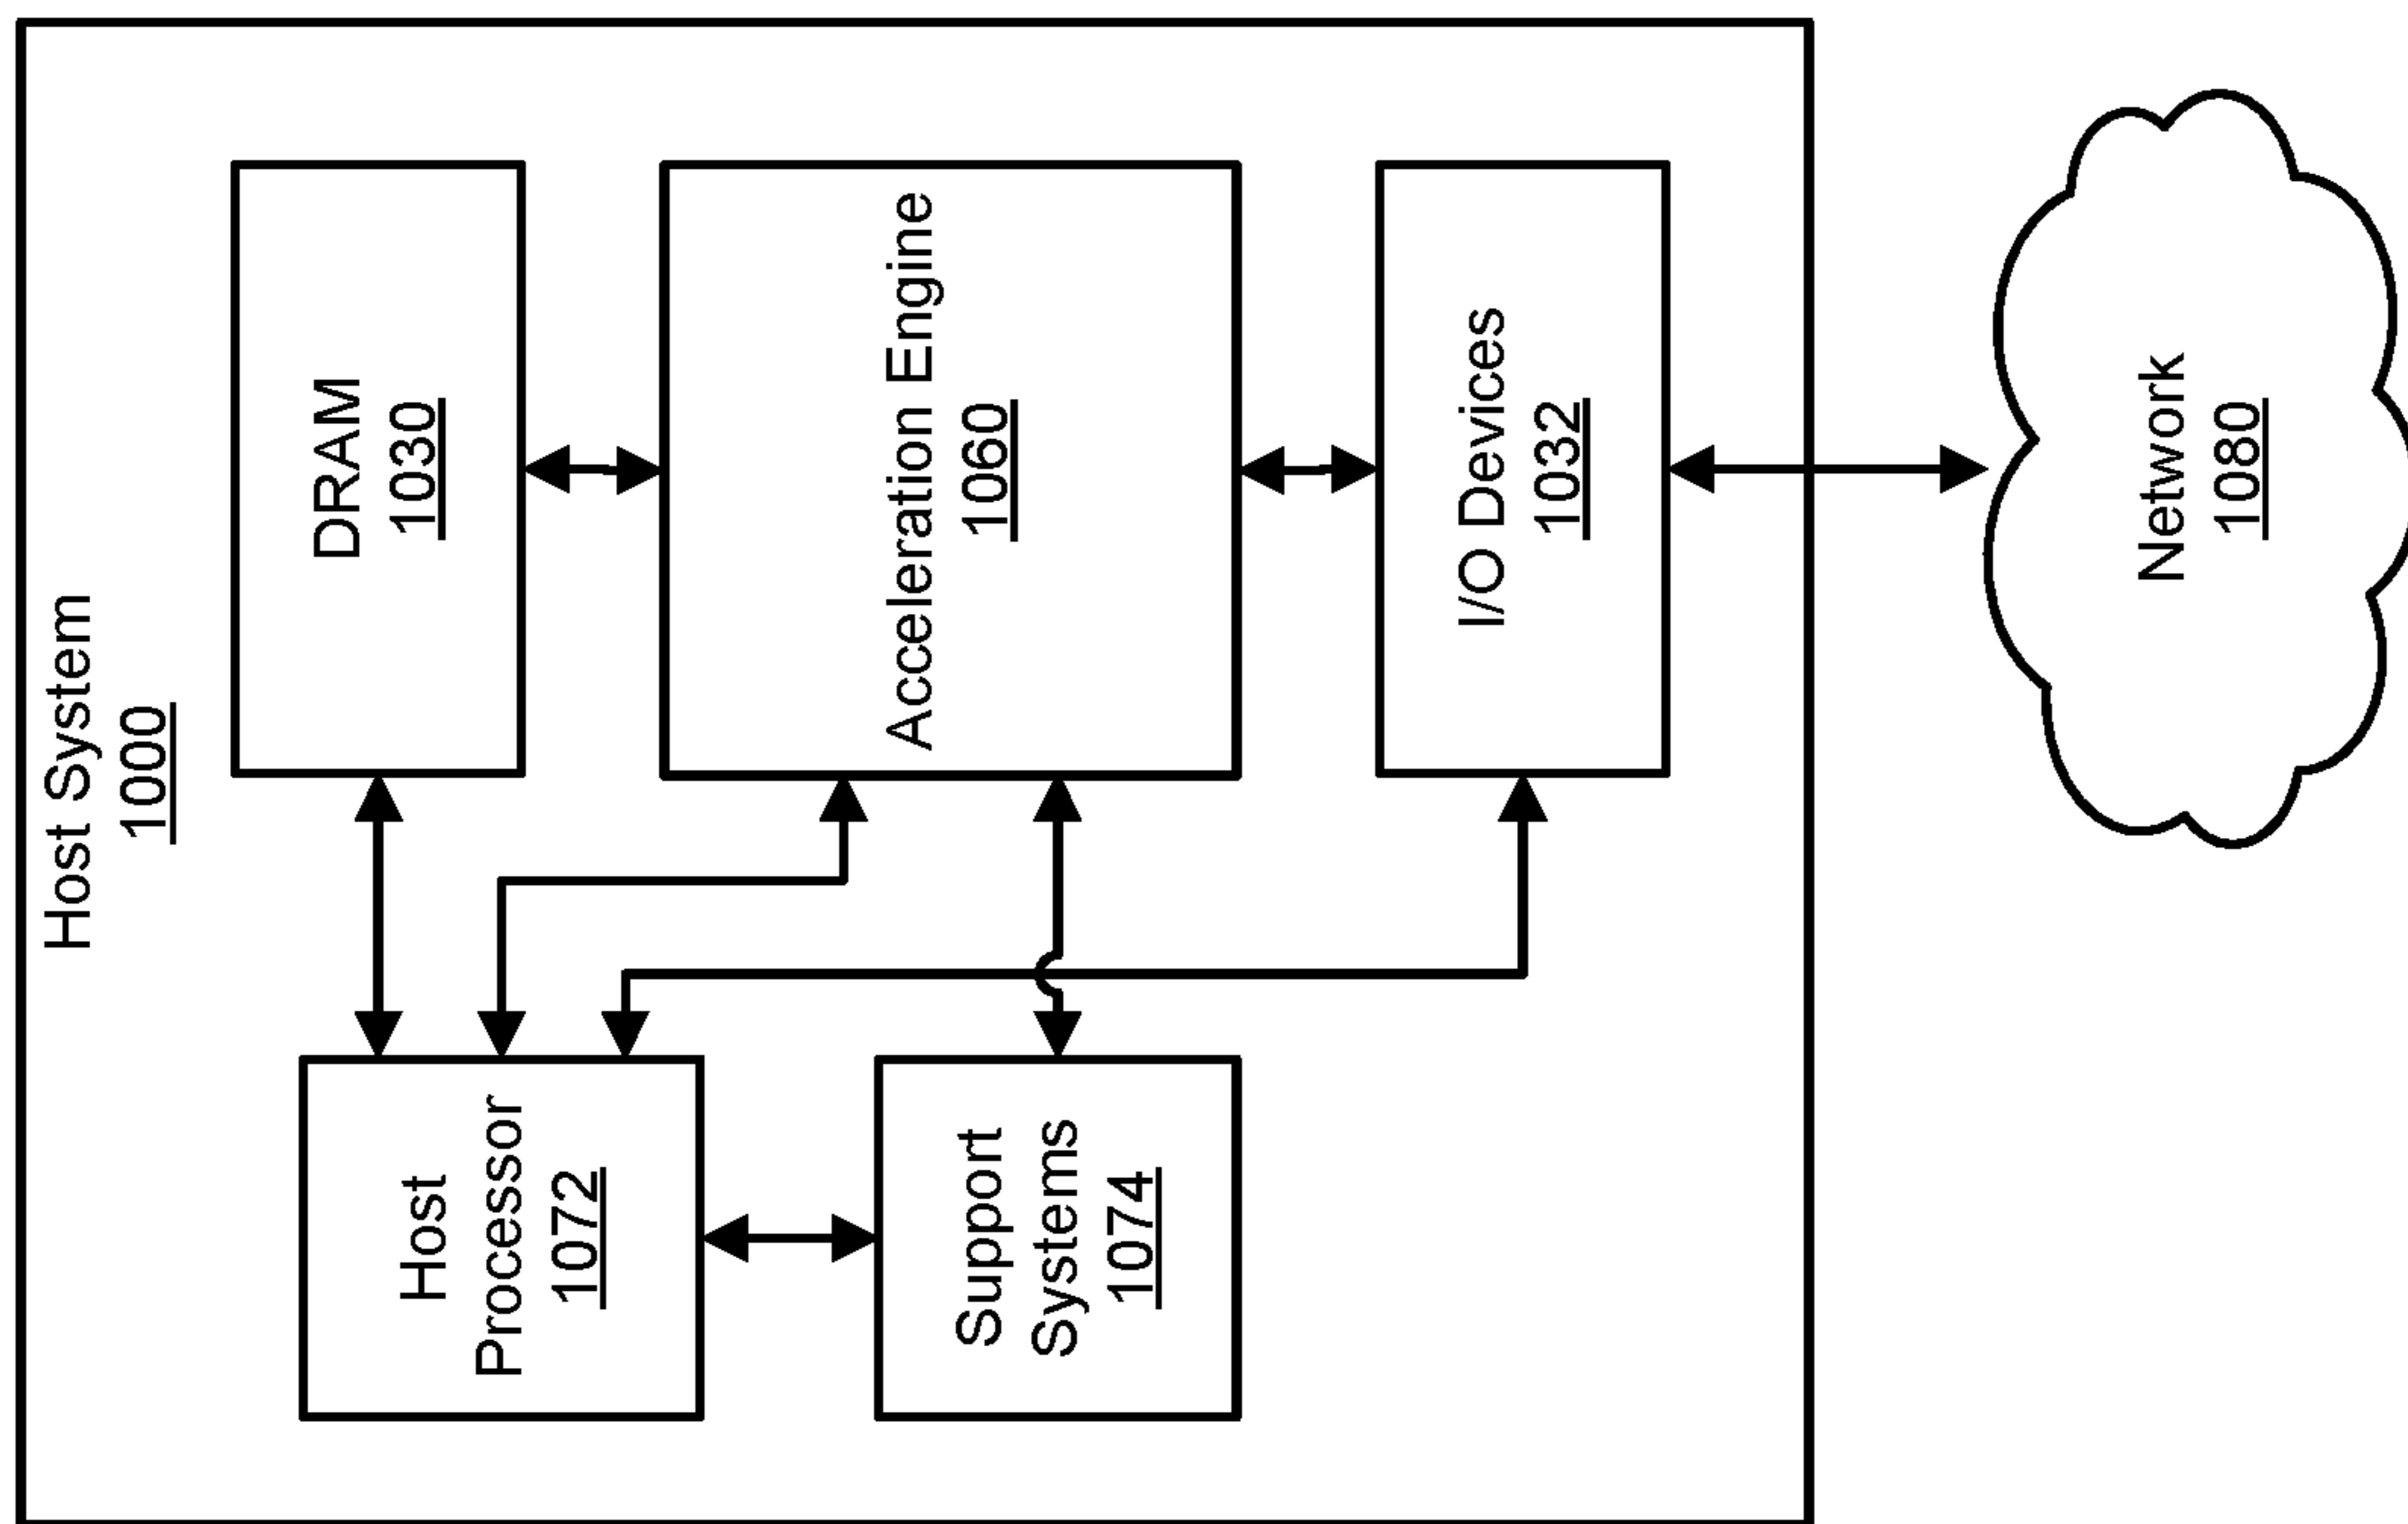 Host System
1000
Host
Processor
1072
Support
Systems
1074
DRAM
1030
Acceleration Engine
1060
I/O Devices
1032
Network
1080